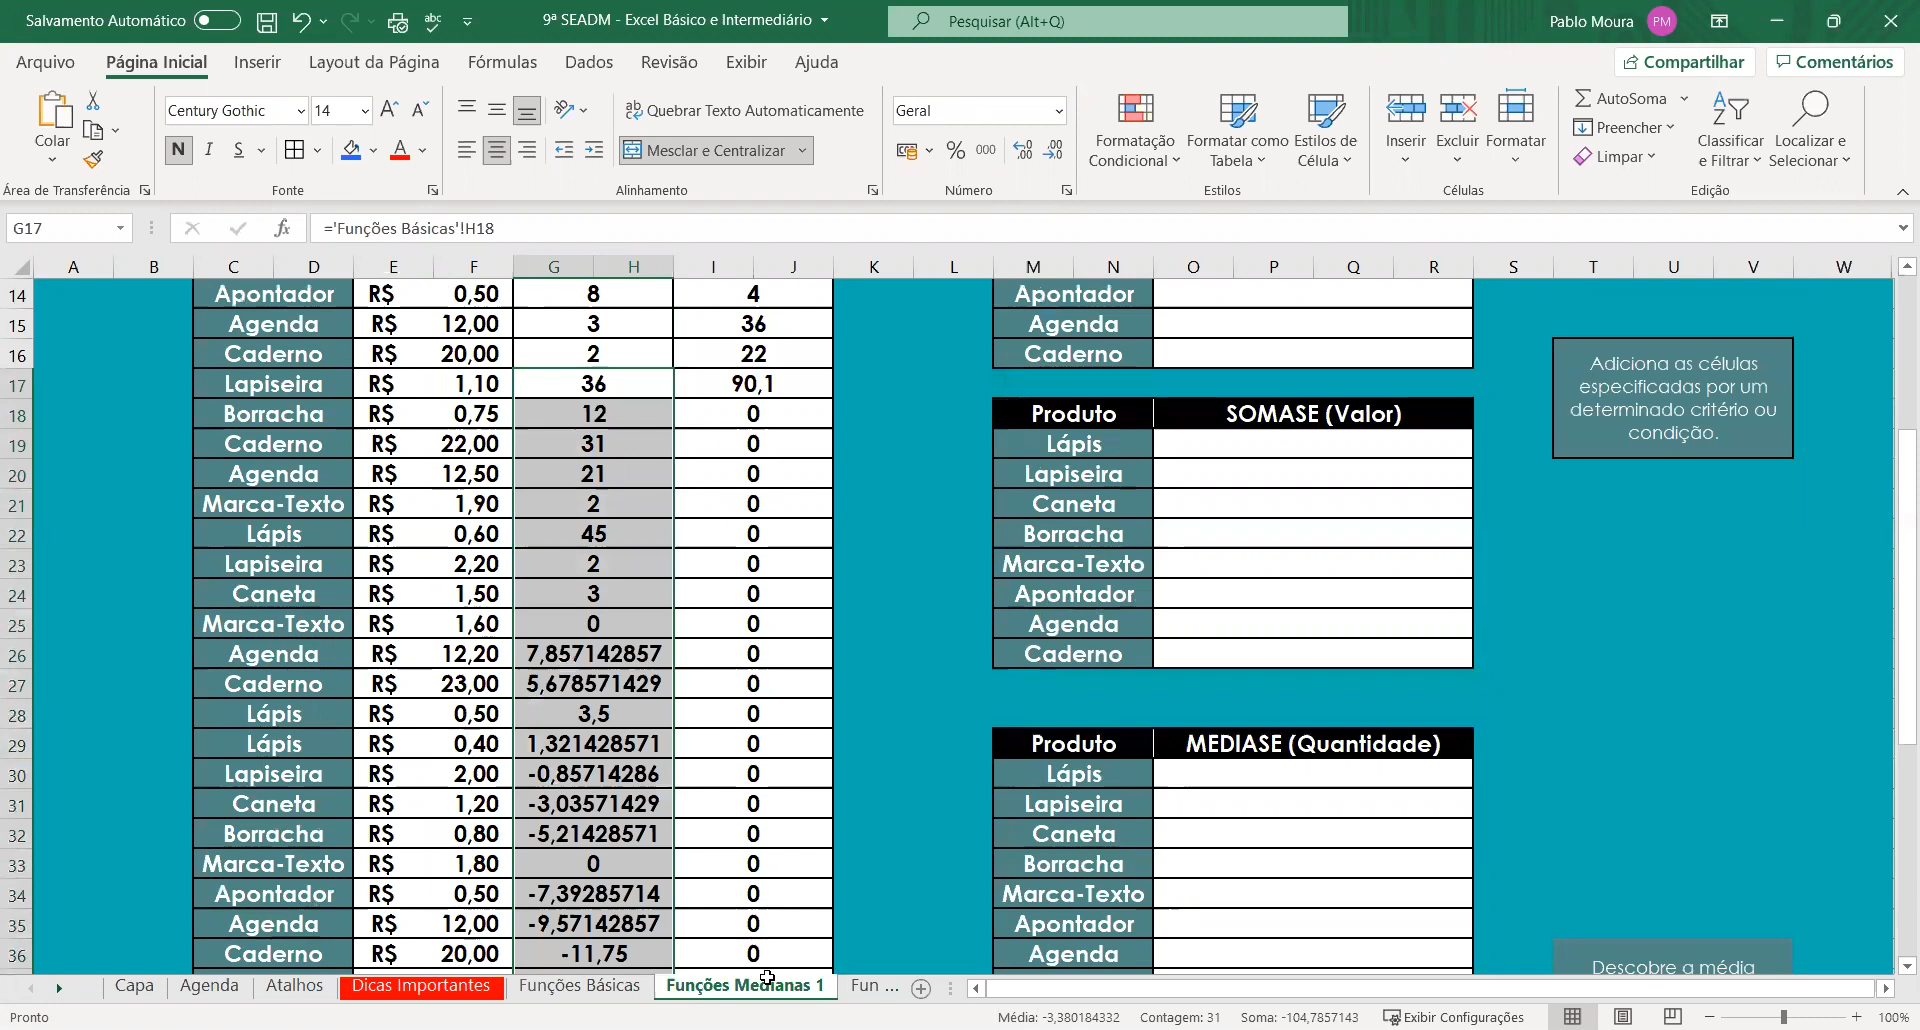 Salvamento Automático
9ª SEADM - Excel Básico e Intermediário
Pesquisar (Alt+Q)
Pablo Moura
PM
Arquivo Página Inicial Inserir Layout da Página Fórmulas Dados Revisão Exibir Ajuda
Compartilhar
Comentários
Colar
Área de Transferência
Century Gothic
14
N I S
Fonte
Quebrar Texto Automaticamente
Mesclar e Centralizar
Alinhamento
Geral
% 000
Número
Formatação Condicional
Formatar como Tabela
Estilos de Célula
Estilos
Inserir
Excluir
Formatar
Células
AutoSoma
Preencher
Limpar
Classificar e Filtrar
Localizar e Selecionar
Edição
G17
fx
='Funções Básicas'!H18
A B C D E F G H I J K L M N O P Q R S T U V W
14 Apontador R$ 0,50 8 4
15 Agenda R$ 12,00 3 36
16 Caderno R$ 20,00 2 22
17 Lapiseira R$ 1,10 36 90,1
18 Borracha R$ 0,75 12 0
19 Caderno R$ 22,00 31 0
20 Agenda R$ 12,50 21 0
21 Marca-Texto R$ 1,90 2 0
22 Lápis R$ 0,60 45 0
23 Lapiseira R$ 2,20 2 0
24 Caneta R$ 1,50 3 0
25 Marca-Texto R$ 1,60 0 0
26 Agenda R$ 12,20 7,857142857 0
27 Caderno R$ 23,00 5,678571429 0
28 Lápis R$ 0,50 3,5 0
29 Lápis R$ 0,40 1,321428571 0
30 Lapiseira R$ 2,00 -0,85714286 0
31 Caneta R$ 1,20 -3,03571429 0
32 Borracha R$ 0,80 -5,21428571 0
33 Marca-Texto R$ 1,80 0 0
34 Apontador R$ 0,50 -7,39285714 0
35 Agenda R$ 12,00 -9,57142857 0
36 Caderno R$ 20,00 -11,75 0
Apontador
Agenda
Caderno
Produto SOMASE (Valor)
Lápis
Lapiseira
Caneta
Borracha
Marca-Texto
Apontador
Agenda
Caderno
Produto MEDIASE (Quantidade)
Lápis
Lapiseira
Caneta
Borracha
Marca-Texto
Apontador
Agenda
Adiciona as células
especificadas por um
determinado critério ou
condição.
Descobre a média
Capa Agenda Atalhos Dicas Importantes Funções Básicas Funções Medianas 1 Fun ...
Pronto
Média: -3,380184332 Contagem: 31 Soma: -104,7857143 Exibir Configurações 100%